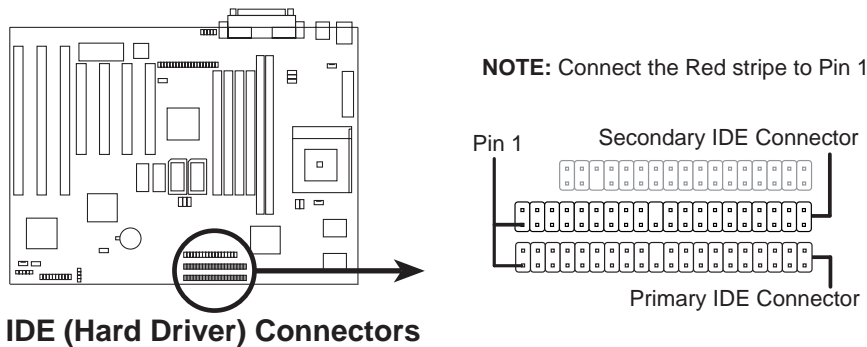 NOTE: Connect the Red stripe to Pin 1
Pin 1
Secondary IDE Connector
Primary IDE Connector
IDE (Hard Driver) Connectors